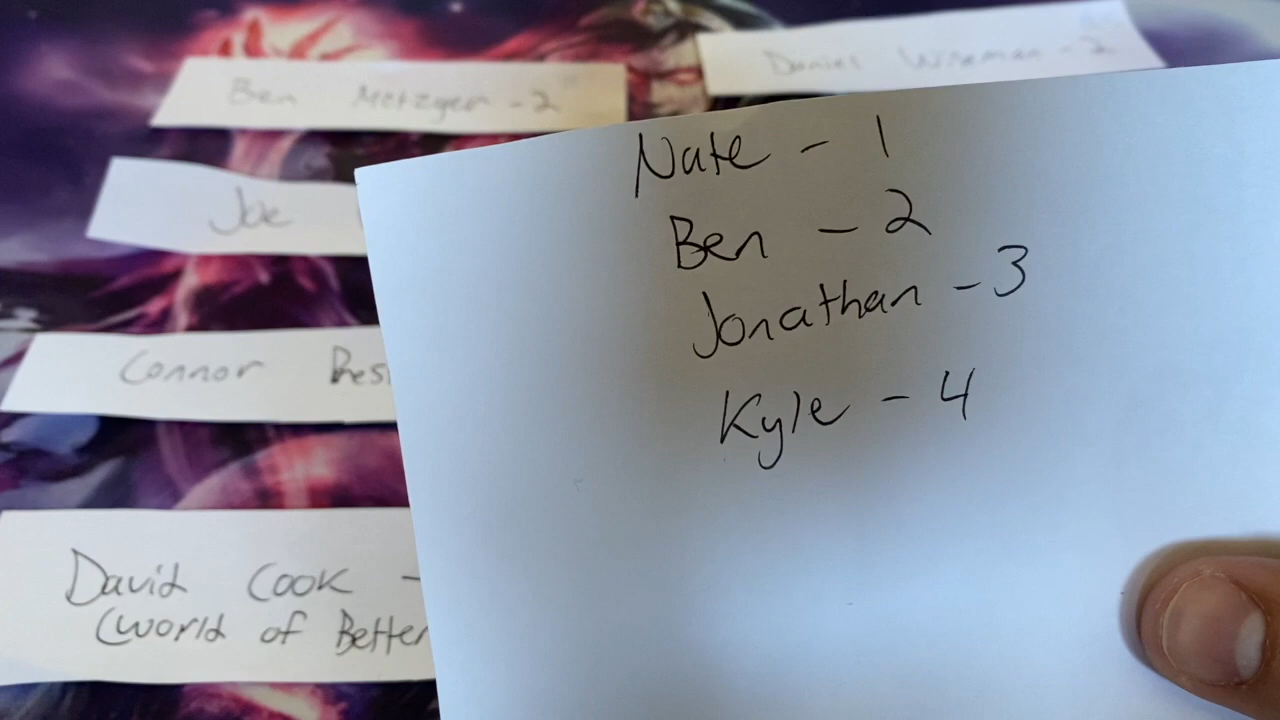 Ben Metzger - 2
Daniel Wiseman - 2
Nate - 1
Ben - 2
Jonathan - 3
Kyle - 4
Joe
Connor
David Cook -
(World of Better